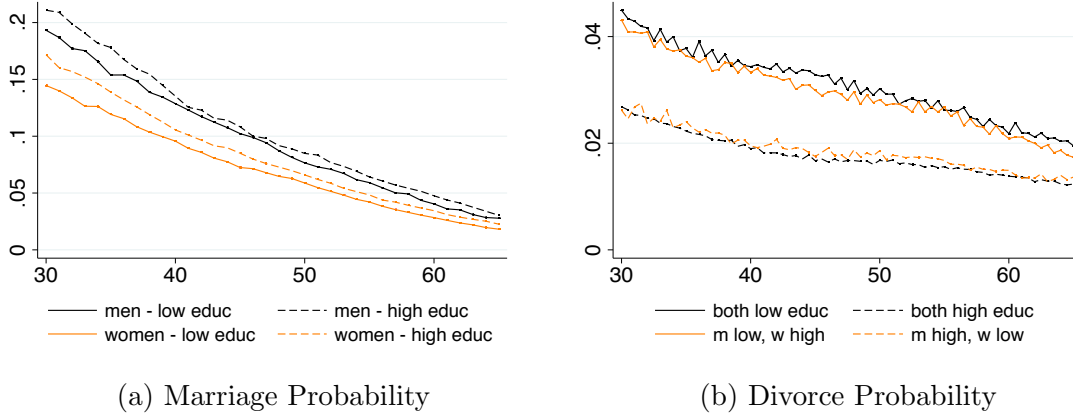 .2
.15
.1
.05
0
30 40 50 60
men - low educ men - high educ
women - low educ women - high educ
(a) Marriage Probability
.04
.02
0
30 40 50 60
both low educ both high educ
m low, w high m high, w low
(b) Divorce Probability